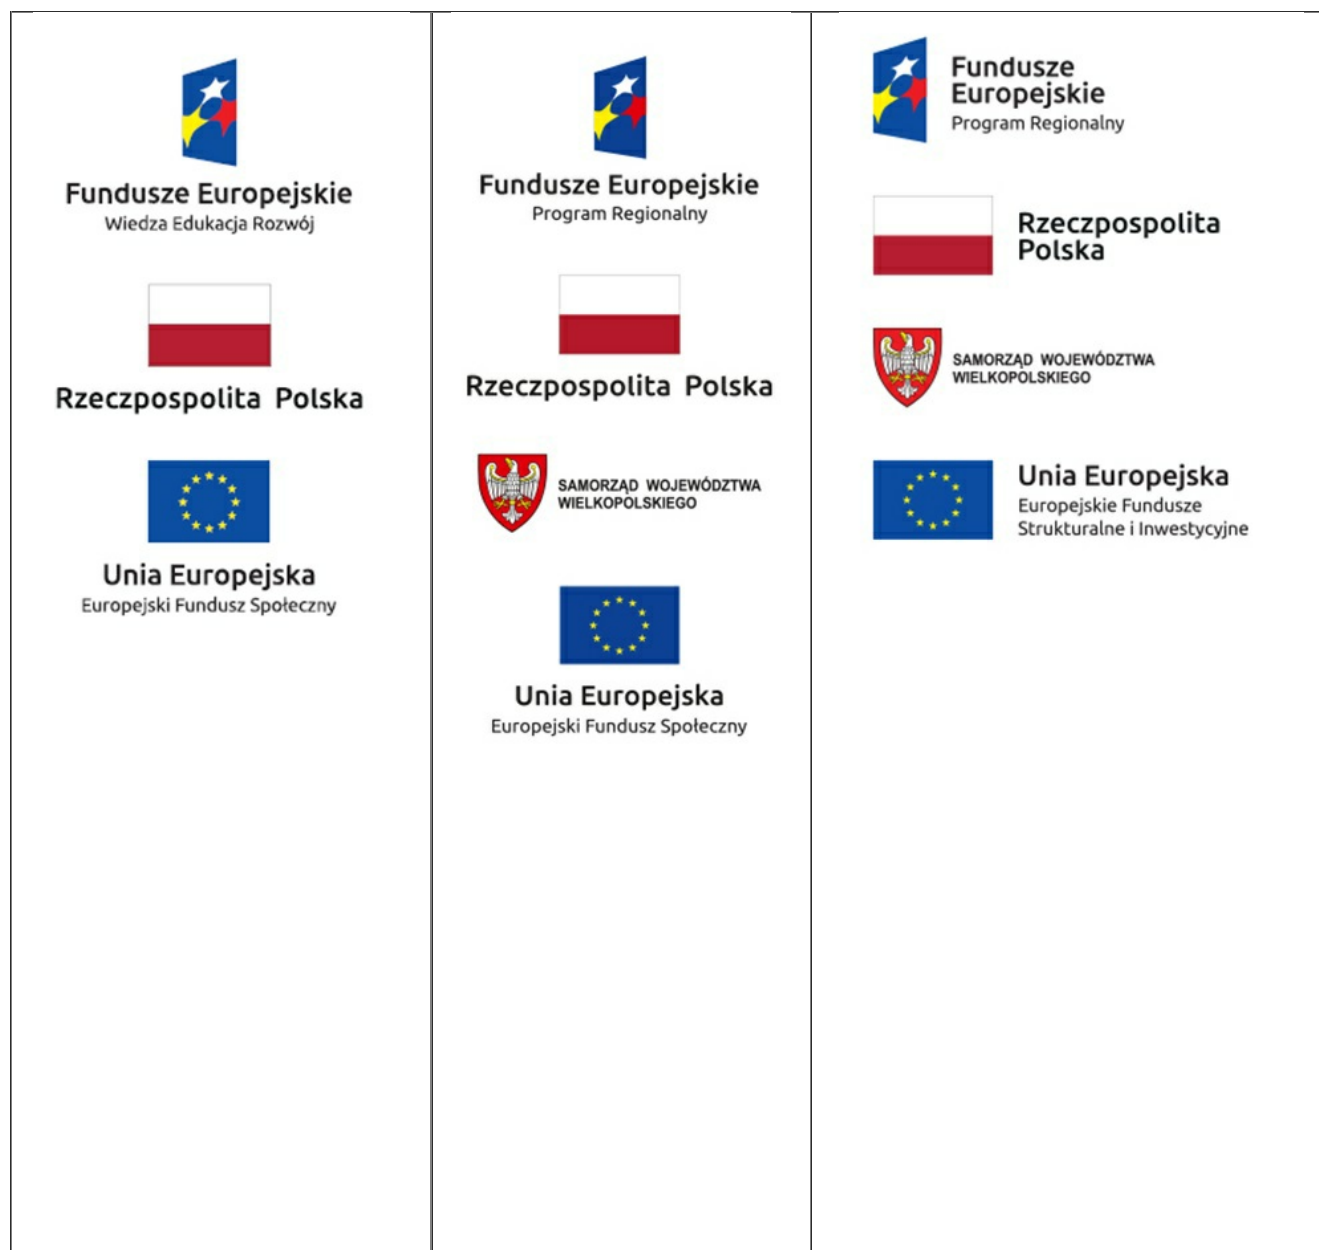 Fundusze Europejskie
Wiedza Edukacja Rozwój
Rzeczpospolita Polska
Unia Europejska
Europejski Fundusz Społeczny
Fundusze Europejskie
Program Regionalny
Rzeczpospolita Polska
SAMORZĄD WOJEWÓDZTWA
WIELKOPOLSKIEGO
Unia Europejska
Europejski Fundusz Społeczny
Fundusze
Europejskie
Program Regionalny
Rzeczpospolita
Polska
SAMORZĄD WOJEWÓDZTWA
WIELKOPOLSKIEGO
Unia Europejska
Europejskie Fundusze
Strukturalne i Inwestycyjne